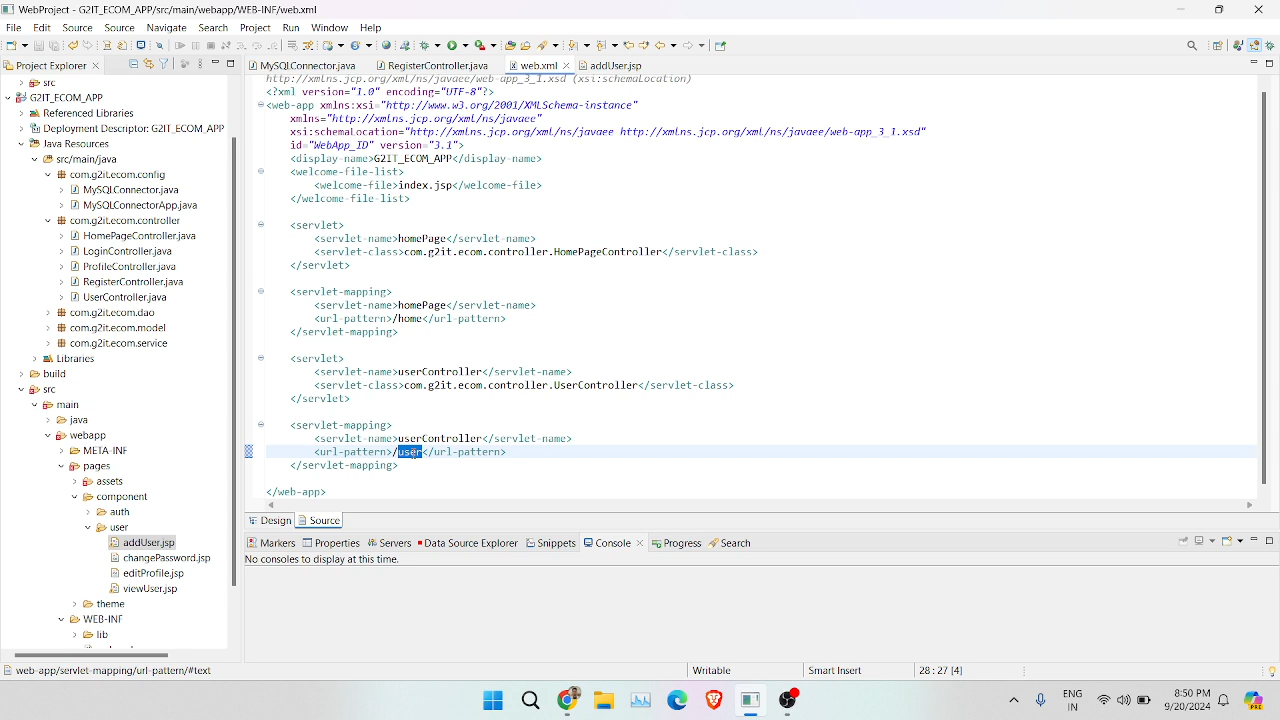 WebProject - G2IT_ECOM_APP/src/main/webapp/WEB-INF/web.xml
File Edit Source Navigate Search Project Run Window Help
Project Explorer
MySQLConnector.java
RegisterController.java
web.xml
addUser.jsp
src
G2IT_ECOM_APP
Referenced Libraries
Deployment Descriptor: G2IT_ECOM_APP
Java Resources
src/main/java
com.g2it.ecom.config
MySQLConnector.java
MySQLConnectorApp.java
com.g2it.ecom.controller
HomePageController.java
LoginController.java
ProfileController.java
RegisterController.java
UserController.java
com.g2it.ecom.dao
com.g2it.ecom.model
com.g2it.ecom.service
Libraries
build
src
main
java
webapp
META-INF
pages
assets
component
auth
user
addUser.jsp
changePassword.jsp
editProfile.jsp
viewUser.jsp
theme
WEB-INF
lib
http://xmlns.jcp.org/xml/ns/javaee/web-app_3_1.xsd (xsi:schemaLocation)
<?xml version="1.0" encoding="UTF-8"?>
<web-app xmlns:xsi="http://www.w3.org/2001/XMLSchema-instance"
xmlns="http://xmlns.jcp.org/xml/ns/javaee"
xsi:schemaLocation="http://xmlns.jcp.org/xml/ns/javaee http://xmlns.jcp.org/xml/ns/javaee/web-app_3_1.xsd"
id="WebApp_ID" version="3.1">
<display-name>G2IT_ECOM_APP</display-name>
<welcome-file-list>
<welcome-file>index.jsp</welcome-file>
</welcome-file-list>
<servlet>
<servlet-name>homePage</servlet-name>
<servlet-class>com.g2it.ecom.controller.HomePageController</servlet-class>
</servlet>
<servlet-mapping>
<servlet-name>homePage</servlet-name>
<url-pattern>/home</url-pattern>
</servlet-mapping>
<servlet>
<servlet-name>userController</servlet-name>
<servlet-class>com.g2it.ecom.controller.UserController</servlet-class>
</servlet>
<servlet-mapping>
<servlet-name>userController</servlet-name>
<url-pattern>/user</url-pattern>
</servlet-mapping>
</web-app>
Design Source
Markers Properties Servers Data Source Explorer Snippets Console Progress Search
No consoles to display at this time.
web-app/servlet-mapping/url-pattern/#text
Writable
Smart Insert
28 : 27 [4]
ENG
IN
8:50 PM
9/20/2024
PRE